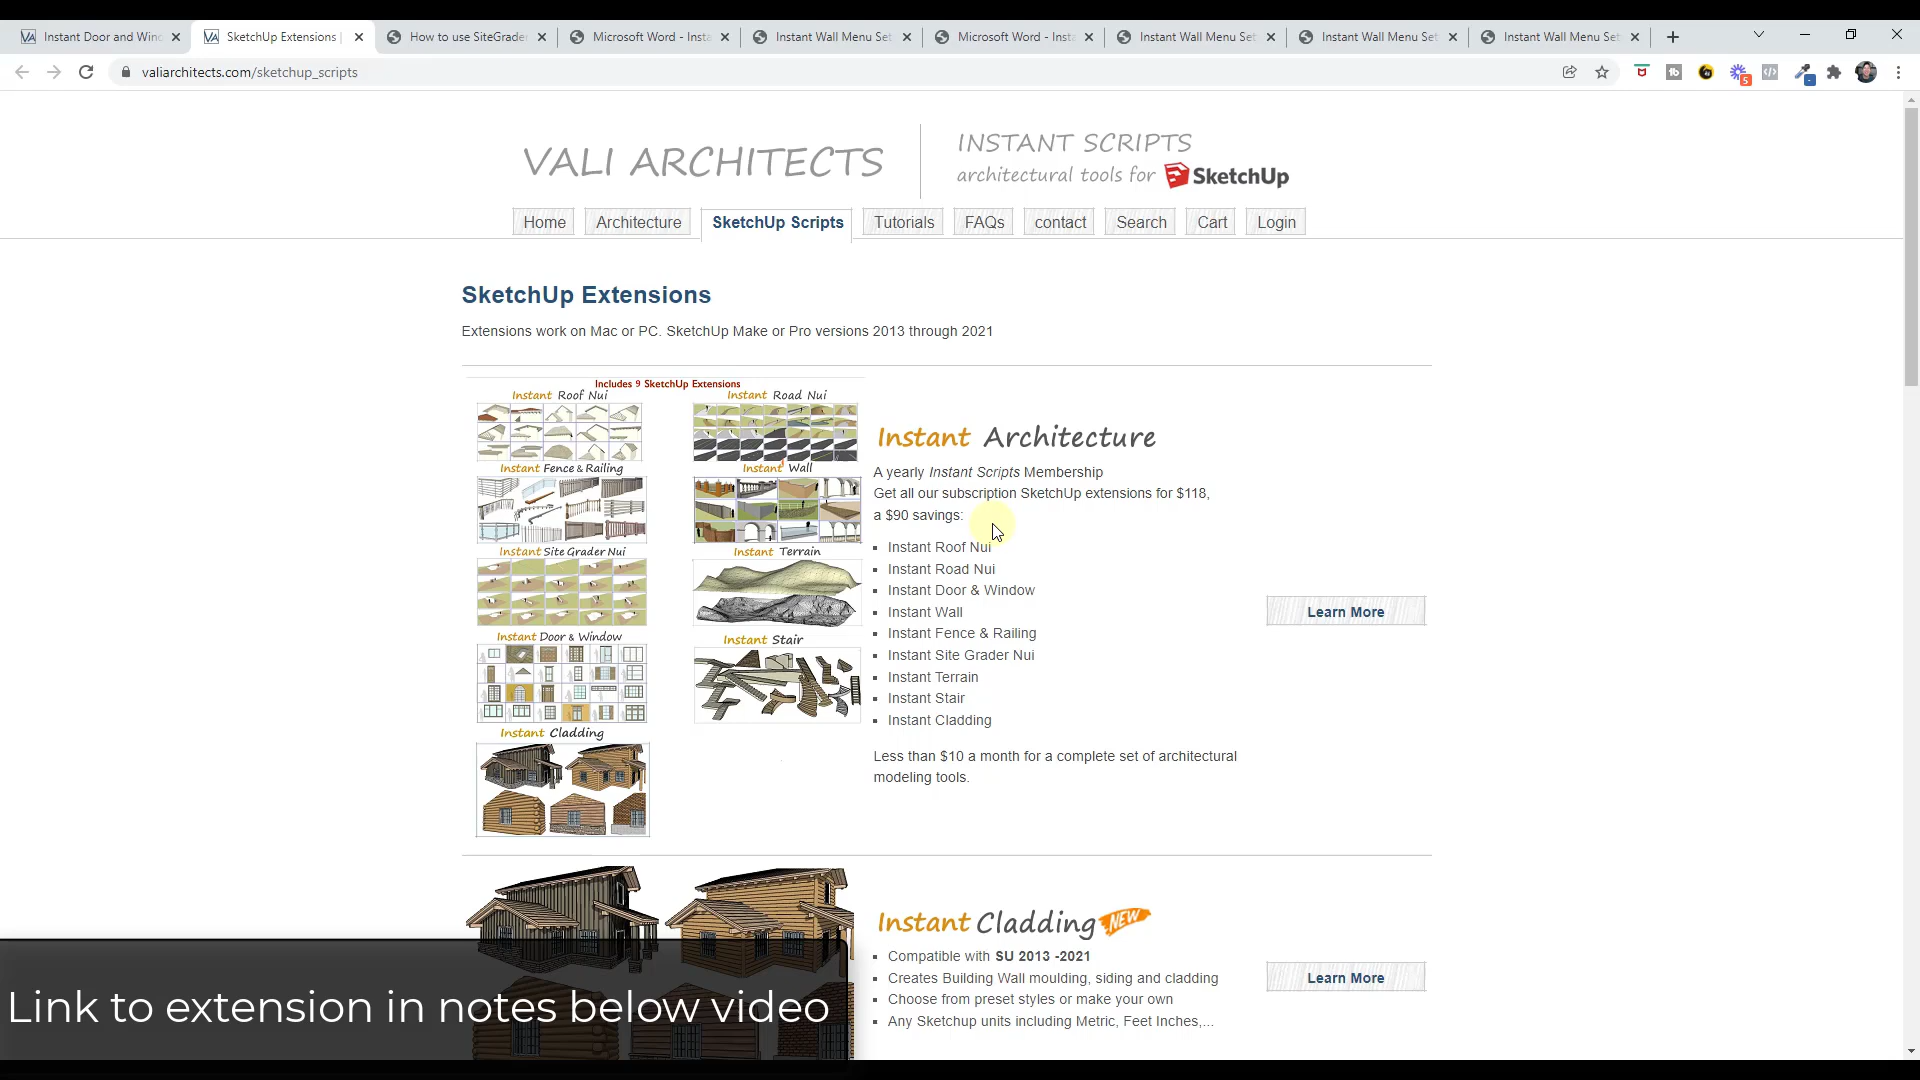 Instant Door and Wind
SketchUp Extensions |
How to use SiteGrade
Microsoft Word - Insta
Instant Wall Menu Set
Microsoft Word - Insta
Instant Wall Menu Set
Instant Wall Menu Set
Instant Wall Menu Set
valiarchitects.com/sketchup_scripts
VALI ARCHITECTS
INSTANT SCRIPTS
architectural tools for SketchUp
Home
Architecture
SketchUp Scripts
Tutorials
FAQs
contact
Search
Cart
Login
SketchUp Extensions
Extensions work on Mac or PC. SketchUp Make or Pro versions 2013 through 2021
Includes 9 SketchUp Extensions
Instant Roof Nui
Instant Road Nui
Instant Fence & Railing
Instant Wall
Instant Site Grader Nui
Instant Terrain
Instant Door & Window
Instant Stair
Instant Cladding
Instant Architecture
A yearly Instant Scripts Membership
Get all our subscription SketchUp extensions for $118,
a $90 savings:
Instant Roof Nui
Instant Road Nui
Instant Door & Window
Instant Wall
Instant Fence & Railing
Instant Site Grader Nui
Instant Terrain
Instant Stair
Instant Cladding
Less than $10 a month for a complete set of architectural
modeling tools.
Learn More
Instant Cladding NEW
Compatible with SU 2013 -2021
Creates Building Wall moulding, siding and cladding
Choose from preset styles or make your own
Any Sketchup units including Metric, Feet Inches,...
Learn More
Link to extension in notes below video